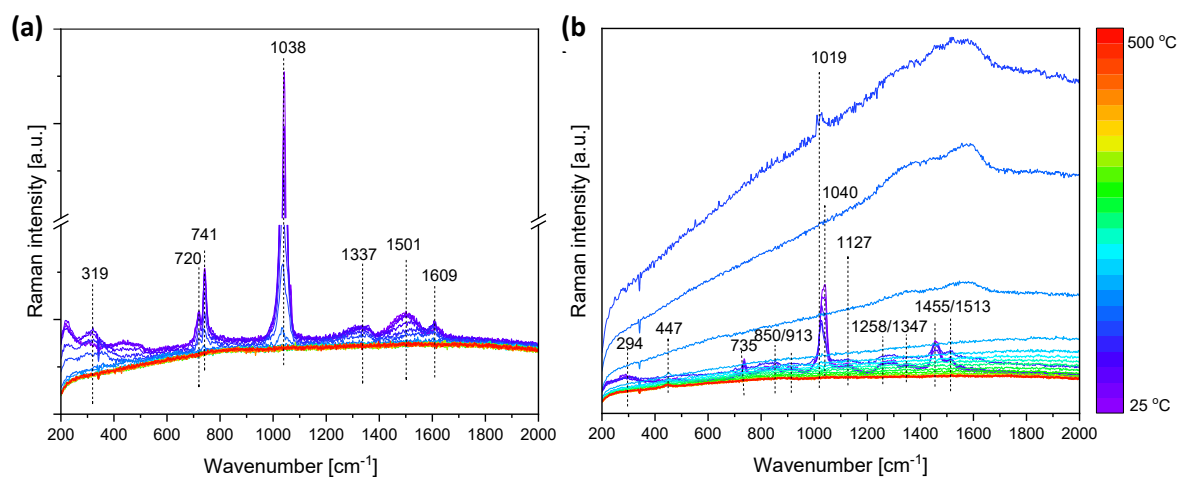 (a)
Raman intensity [a.u.]
1038
741
720
319
1337
1501
1609
200 400 600 800 1000 1200 1400 1600 1800 2000
Wavenumber [cm⁻¹]
(b)
Raman intensity [a.u.]
1019
1040
1127
1455/1513
1258/1347
850/913
735
447
294
200 400 600 800 1000 1200 1400 1600 1800 2000
Wavenumber [cm⁻¹]
500 °C
25 °C